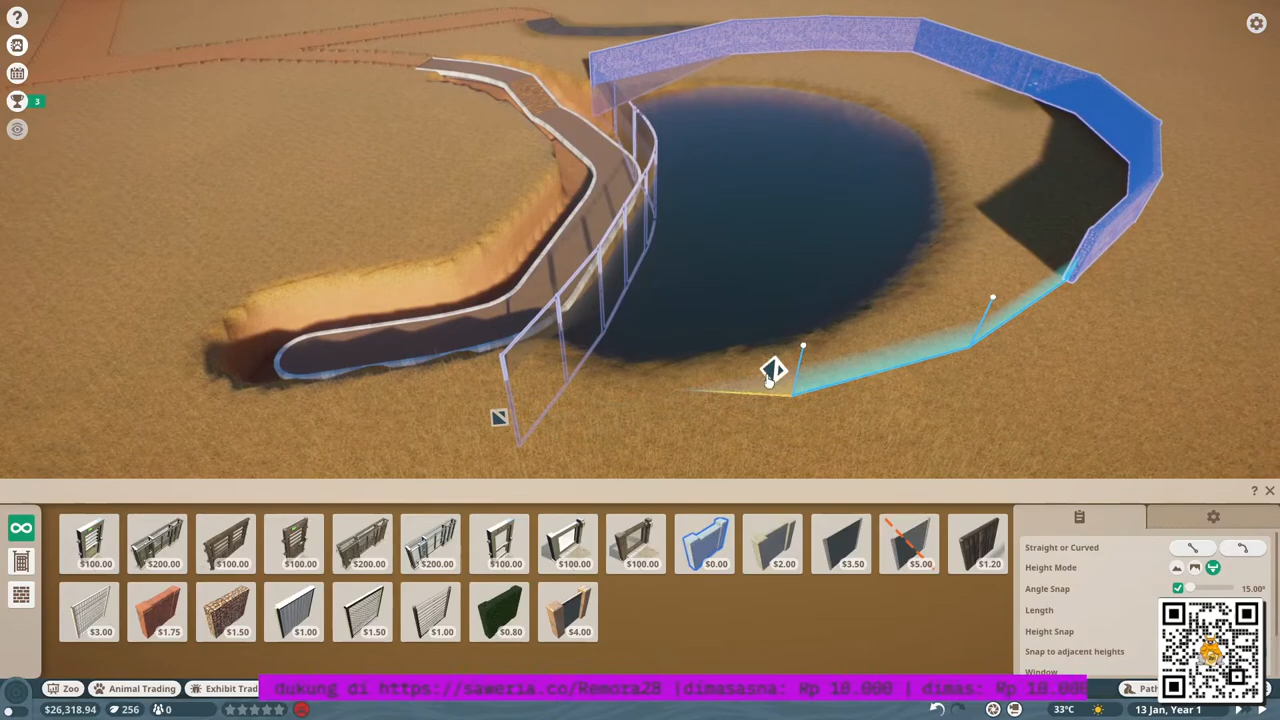 3
? 
$100.00 $200.00 $100.00 $100.00 $200.00 $200.00 $100.00 $100.00 $100.00 $0.00 $2.00 $3.50 $5.00 $1.20
$3.00 $1.75 $1.50 $1.00 $1.50 $1.00 $0.80 $4.00
Straight or Curved
Height Mode
Angle Snap 15.00°
Length
Height Snap
Snap to adjacent heights
Window
Zoo Animal Trading Exhibit Trad Path
dukung di https://saweria.co/Remora28 |dimasasna: Rp 10.000 | dimas: Rp 10.000
$26,318.94 256 0 33°C 13 Jan, Year 1